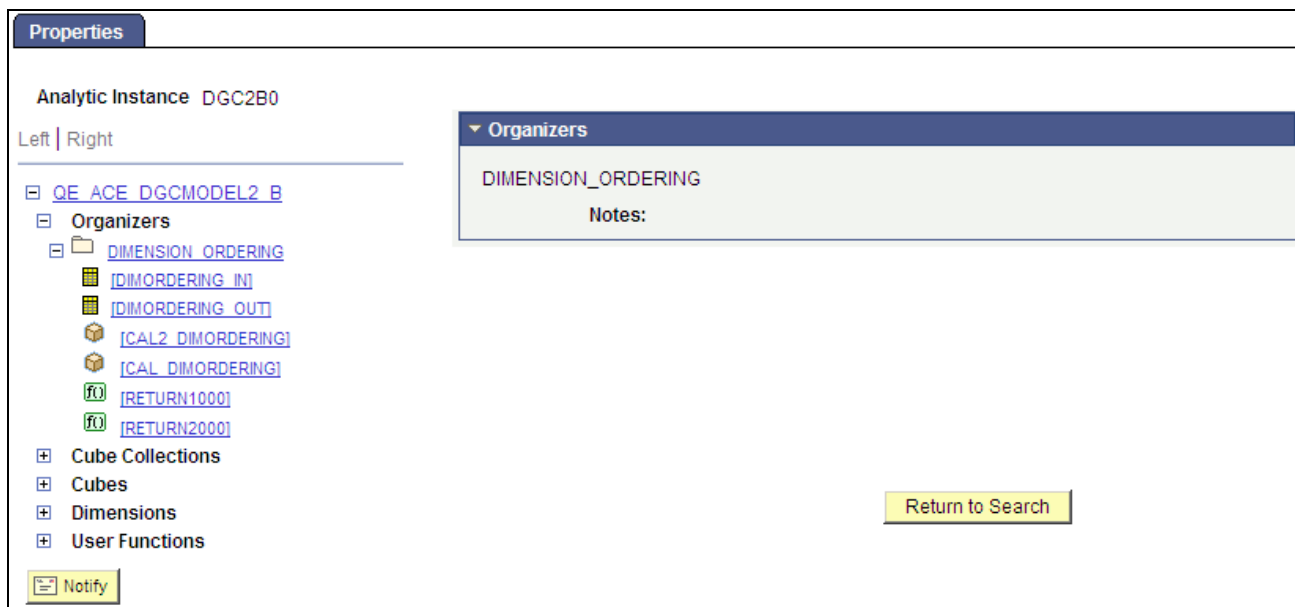 Properties
Analytic Instance DGC2B0
Left | Right
QE_ACE_DGCMODEL2_B
Organizers
DIMENSION_ORDERING
[DIMORDERING_IN]
[DIMORDERING_OUT]
[CAL2_DIMORDERING]
[CAL_DIMORDERING]
f() [RETURN1000]
f() [RETURN2000]
Cube Collections
Cubes
Dimensions
User Functions
Notify
Organizers
DIMENSION_ORDERING
Notes:
Return to Search